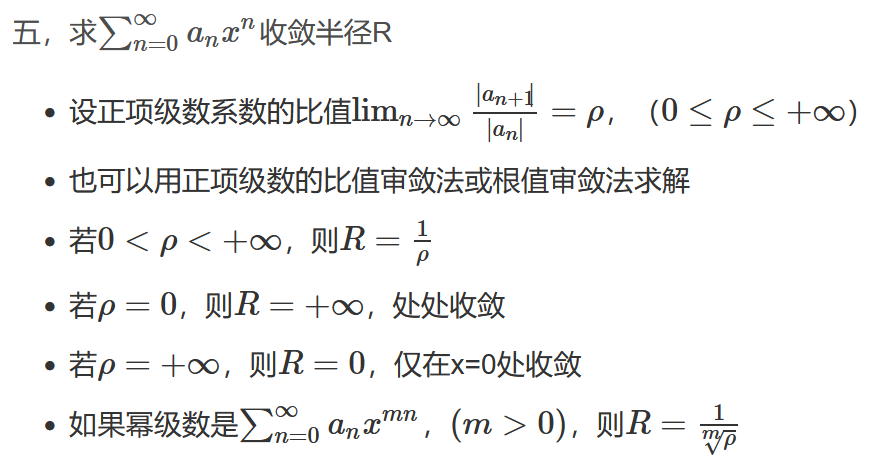 五，求$\sum_{n=0}^{\infty} a_n x^n$收敛半径R
• 设正项级数系数的比值$\lim_{n\to\infty} \frac{|a_{n+1}|}{|a_n|} = \rho$，（$0 \leq \rho \leq +\infty$）
• 也可以用正项级数的比值审敛法或根值审敛法求解
• 若$0 < \rho < +\infty$，则$R = \frac{1}{\rho}$
• 若$\rho = 0$，则$R = +\infty$，处处收敛
• 若$\rho = +\infty$，则$R = 0$，仅在x=0处收敛
• 如果幂级数是$\sum_{n=0}^{\infty} a_n x^{mn}$，$(m > 0)$，则$R = \frac{1}{\sqrt[m]{\rho}}$